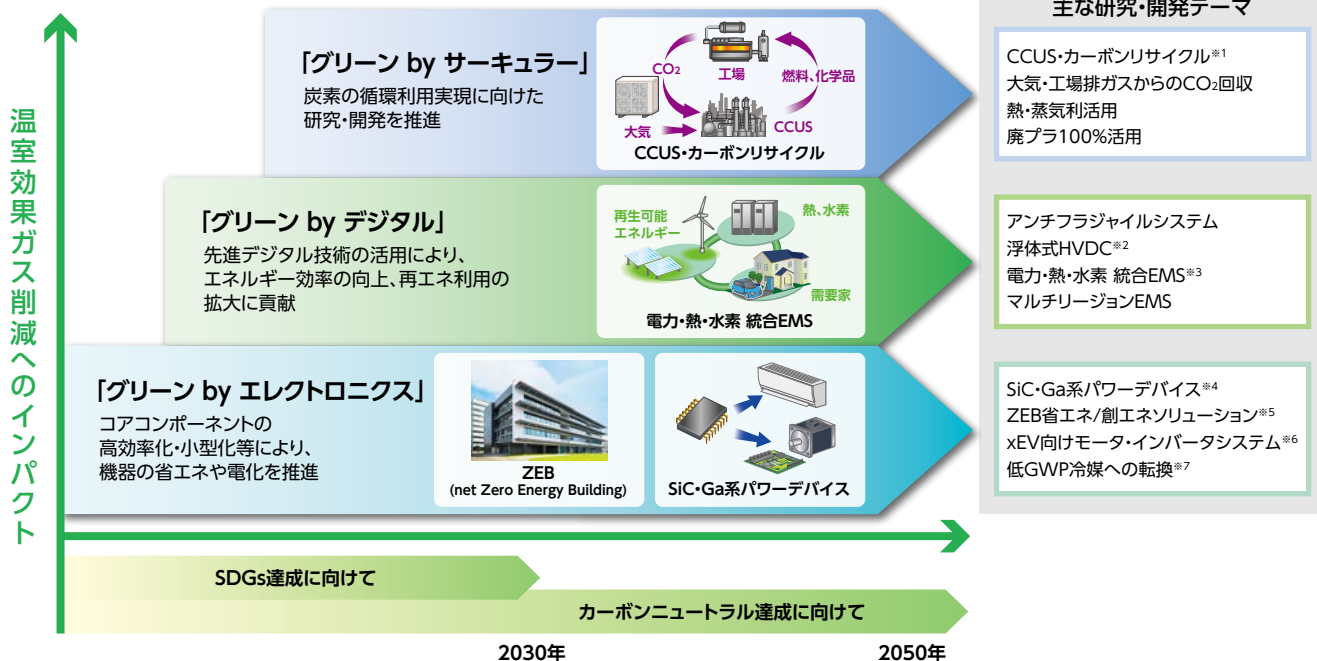 主な研究・開発テーマ
温室効果ガス削減へのインパクト
「グリーン by サーキュラー」
炭素の循環利用実現に向けた
研究・開発を推進
CO₂
工場
燃料、化学品
大気
CCUS
CCUS・カーボンリサイクル
CCUS・カーボンリサイクル※1
大気・工場排ガスからのCO₂回収
熱・蒸気利活用
廃プラ100%活用
「グリーン by デジタル」
先進デジタル技術の活用により、
エネルギー効率の向上、再エネ利用の
拡大に貢献
再生可能
エネルギー
熱、水素
需要家
電力・熱・水素 統合EMS
アンチフラジャイルシステム
浮体式HVDC※2
電力・熱・水素 統合EMS※3
マルチリージョンEMS
「グリーン by エレクトロニクス」
コアコンポーネントの
高効率化・小型化等により、
機器の省エネや電化を推進
ZEB
(net Zero Energy Building)
SiC・Ga系パワーデバイス
SiC・Ga系パワーデバイス※4
ZEB省エネ/創エネソリューション※5
xEV向けモータ・インバータシステム※6
低GWP冷媒への転換※7
SDGs達成に向けて
カーボンニュートラル達成に向けて
2030年
2050年